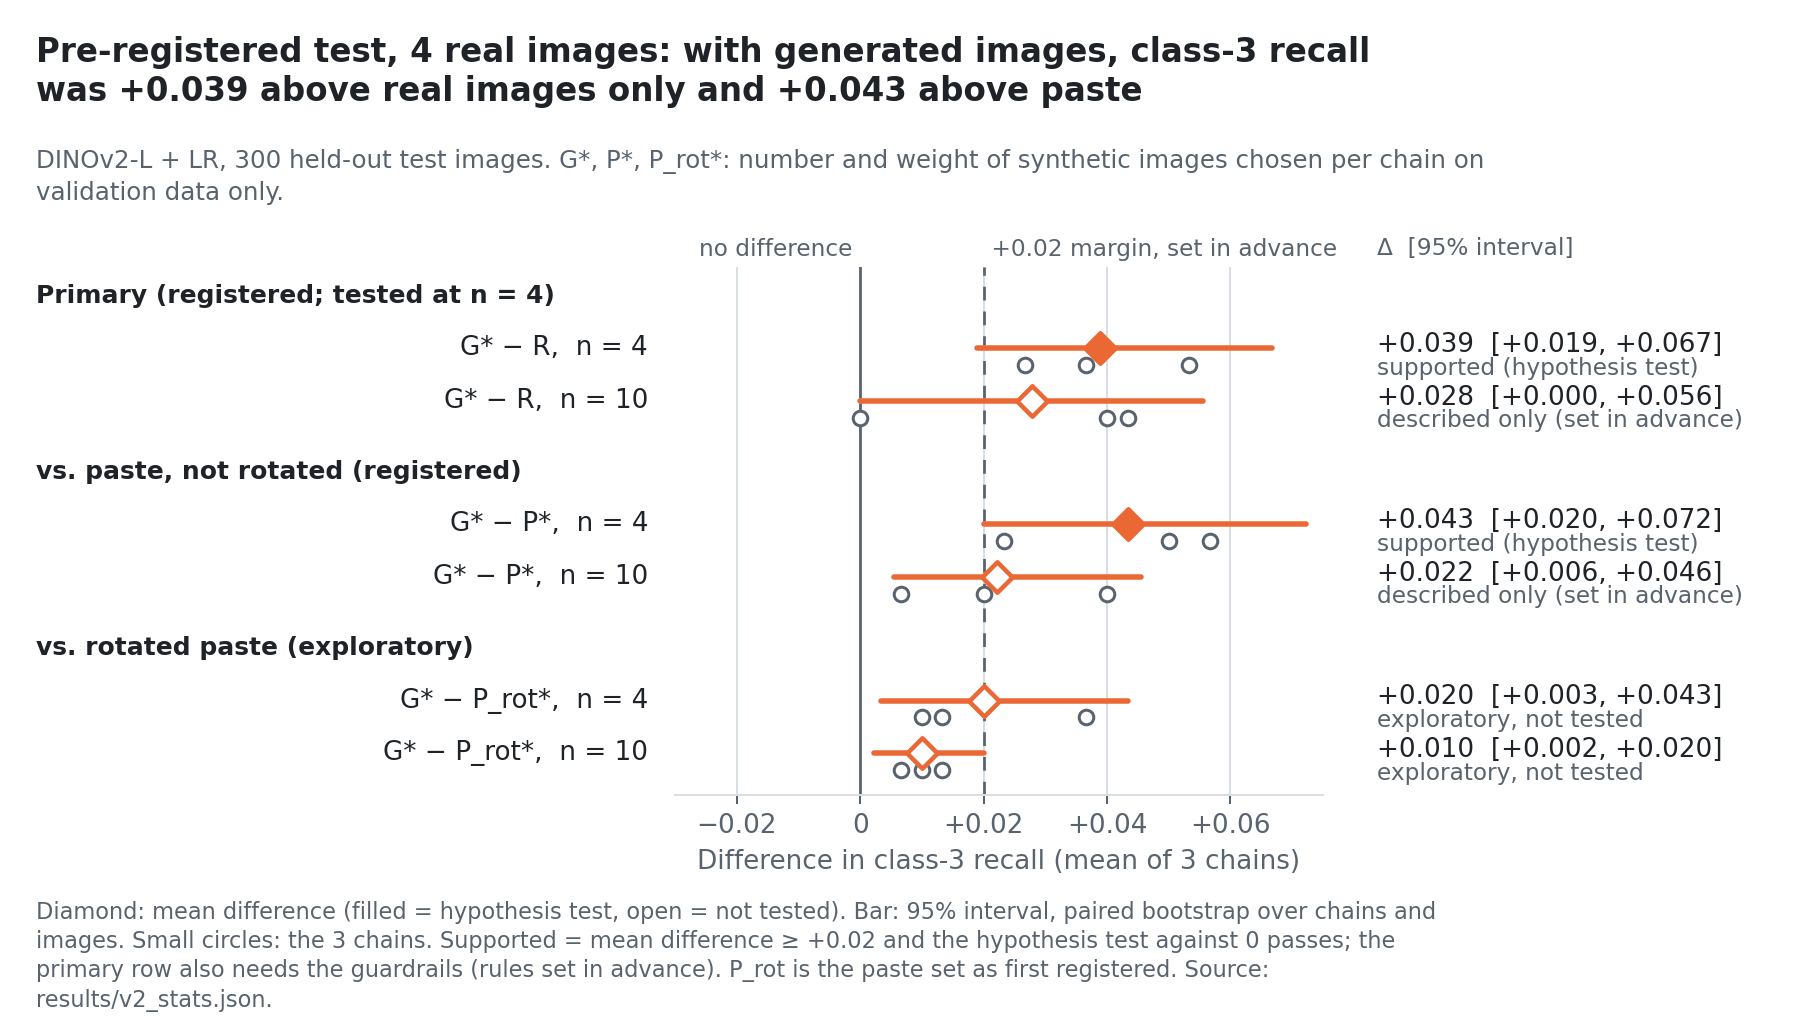 Pre-registered test, 4 real images: with generated images, class-3 recall
was +0.039 above real images only and +0.043 above paste
DINOv2-L + LR, 300 held-out test images. G*, P*, P_rot*: number and weight of synthetic images chosen per chain on
validation data only.
no difference
+0.02 margin, set in advance
Δ [95% interval]
Primary (registered; tested at n = 4)
G* − R, n = 4
+0.039 [+0.019, +0.067]
supported (hypothesis test)
G* − R, n = 10
+0.028 [+0.000, +0.056]
described only (set in advance)
vs. paste, not rotated (registered)
G* − P*, n = 4
+0.043 [+0.020, +0.072]
supported (hypothesis test)
G* − P*, n = 10
+0.022 [+0.006, +0.046]
described only (set in advance)
vs. rotated paste (exploratory)
G* − P_rot*, n = 4
+0.020 [+0.003, +0.043]
exploratory, not tested
G* − P_rot*, n = 10
+0.010 [+0.002, +0.020]
exploratory, not tested
−0.02 0 +0.02 +0.04 +0.06
Difference in class-3 recall (mean of 3 chains)
Diamond: mean difference (filled = hypothesis test, open = not tested). Bar: 95% interval, paired bootstrap over chains and
images. Small circles: the 3 chains. Supported = mean difference ≥ +0.02 and the hypothesis test against 0 passes; the
primary row also needs the guardrails (rules set in advance). P_rot is the paste set as first registered. Source:
results/v2_stats.json.